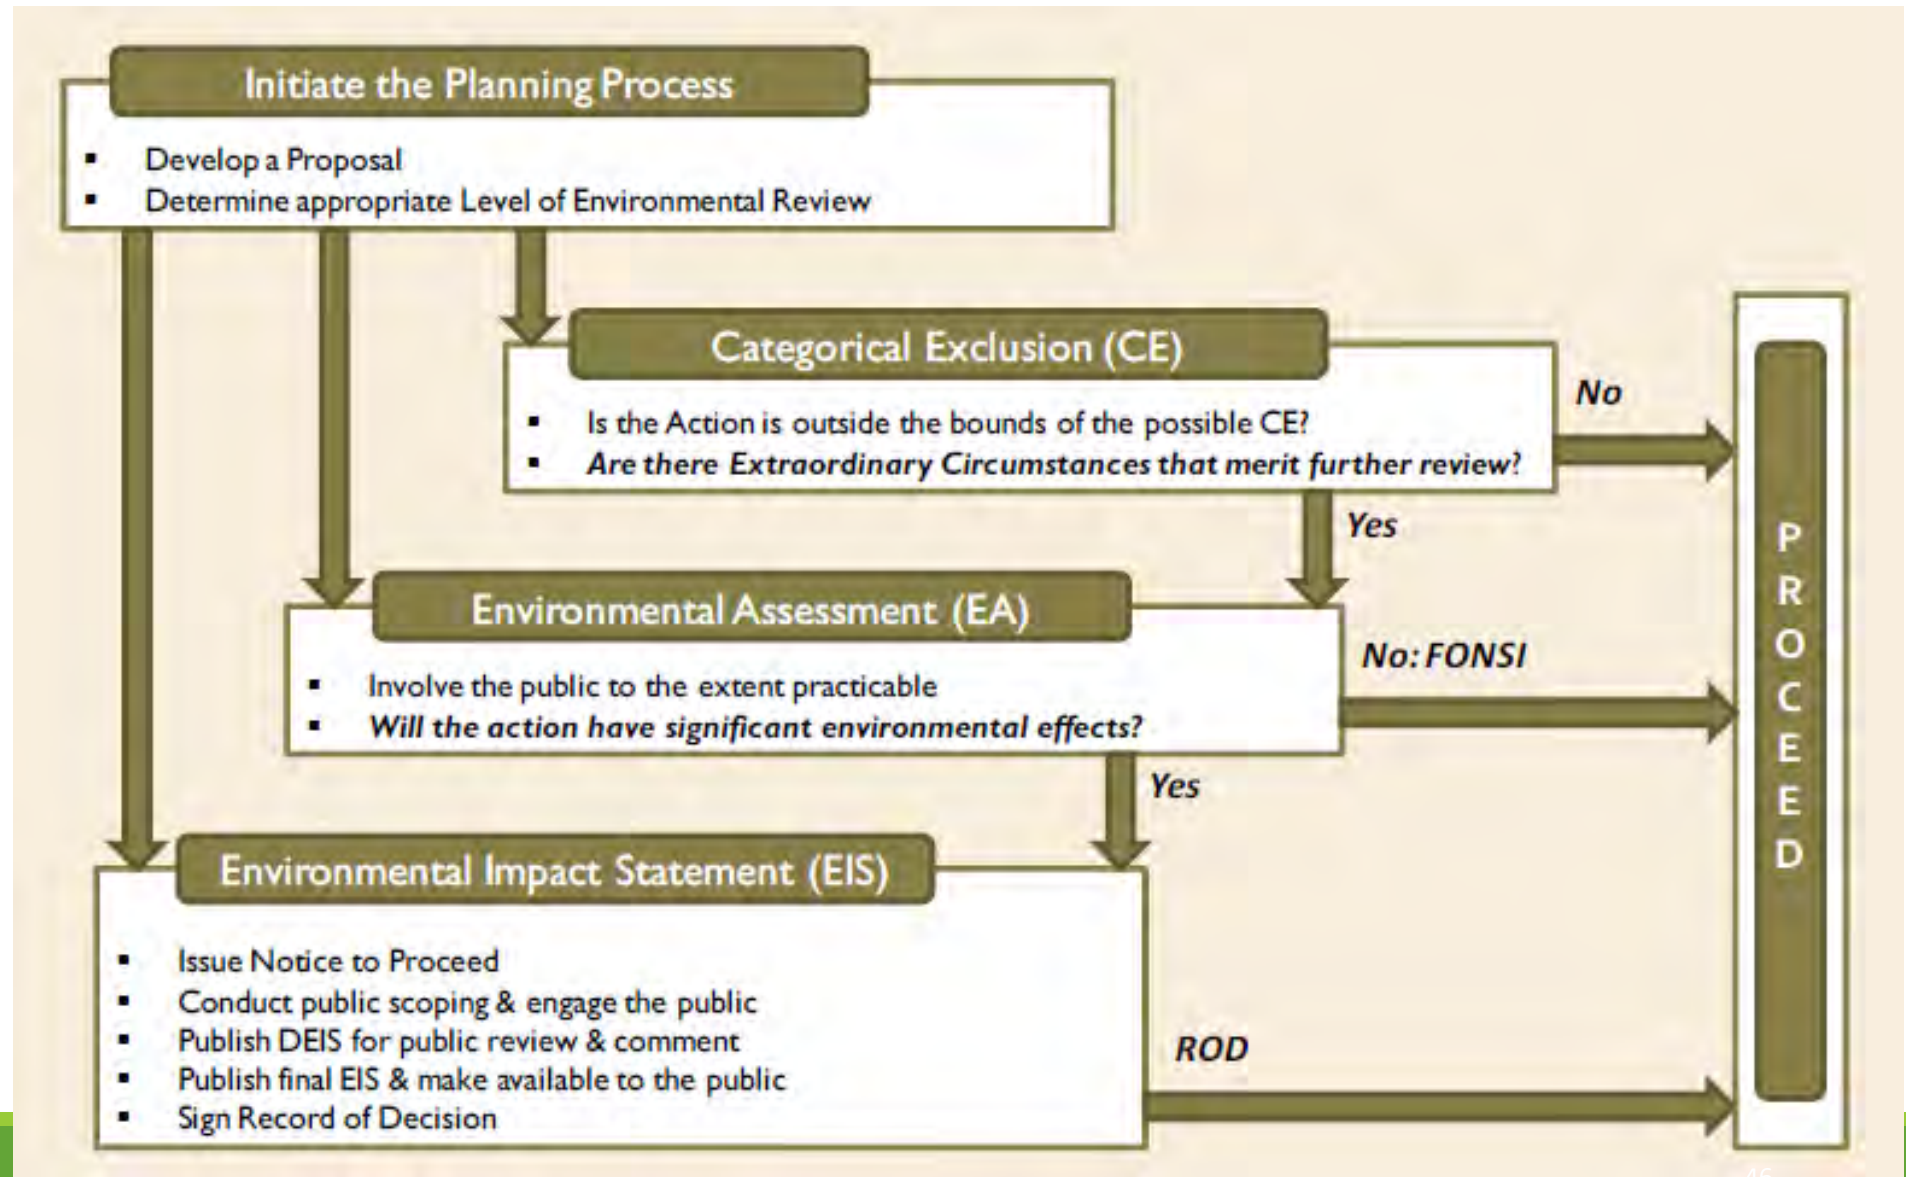 Initiate the Planning Process
▪ Develop a Proposal
▪ Determine appropriate Level of Environmental Review
Categorical Exclusion (CE)
▪ Is the Action is outside the bounds of the possible CE?
▪ Are there Extraordinary Circumstances that merit further review?
No
Yes
Environmental Assessment (EA)
▪ Involve the public to the extent practicable
▪ Will the action have significant environmental effects?
No: FONSI
Yes
Environmental Impact Statement (EIS)
▪ Issue Notice to Proceed
▪ Conduct public scoping & engage the public
▪ Publish DEIS for public review & comment
▪ Publish final EIS & make available to the public
▪ Sign Record of Decision
ROD
PROCEED